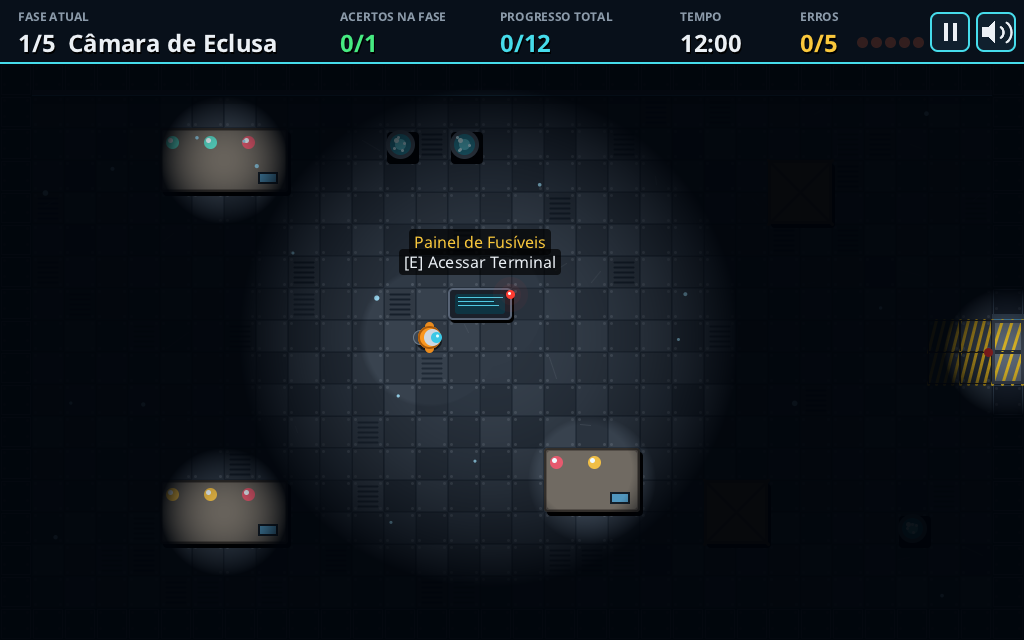 FASE ATUAL
1/5 Câmara de Eclusa
ACERTOS NA FASE
0/1
PROGRESSO TOTAL
0/12
TEMPO
12:00
ERROS
0/5
Painel de Fusíveis
[E] Acessar Terminal